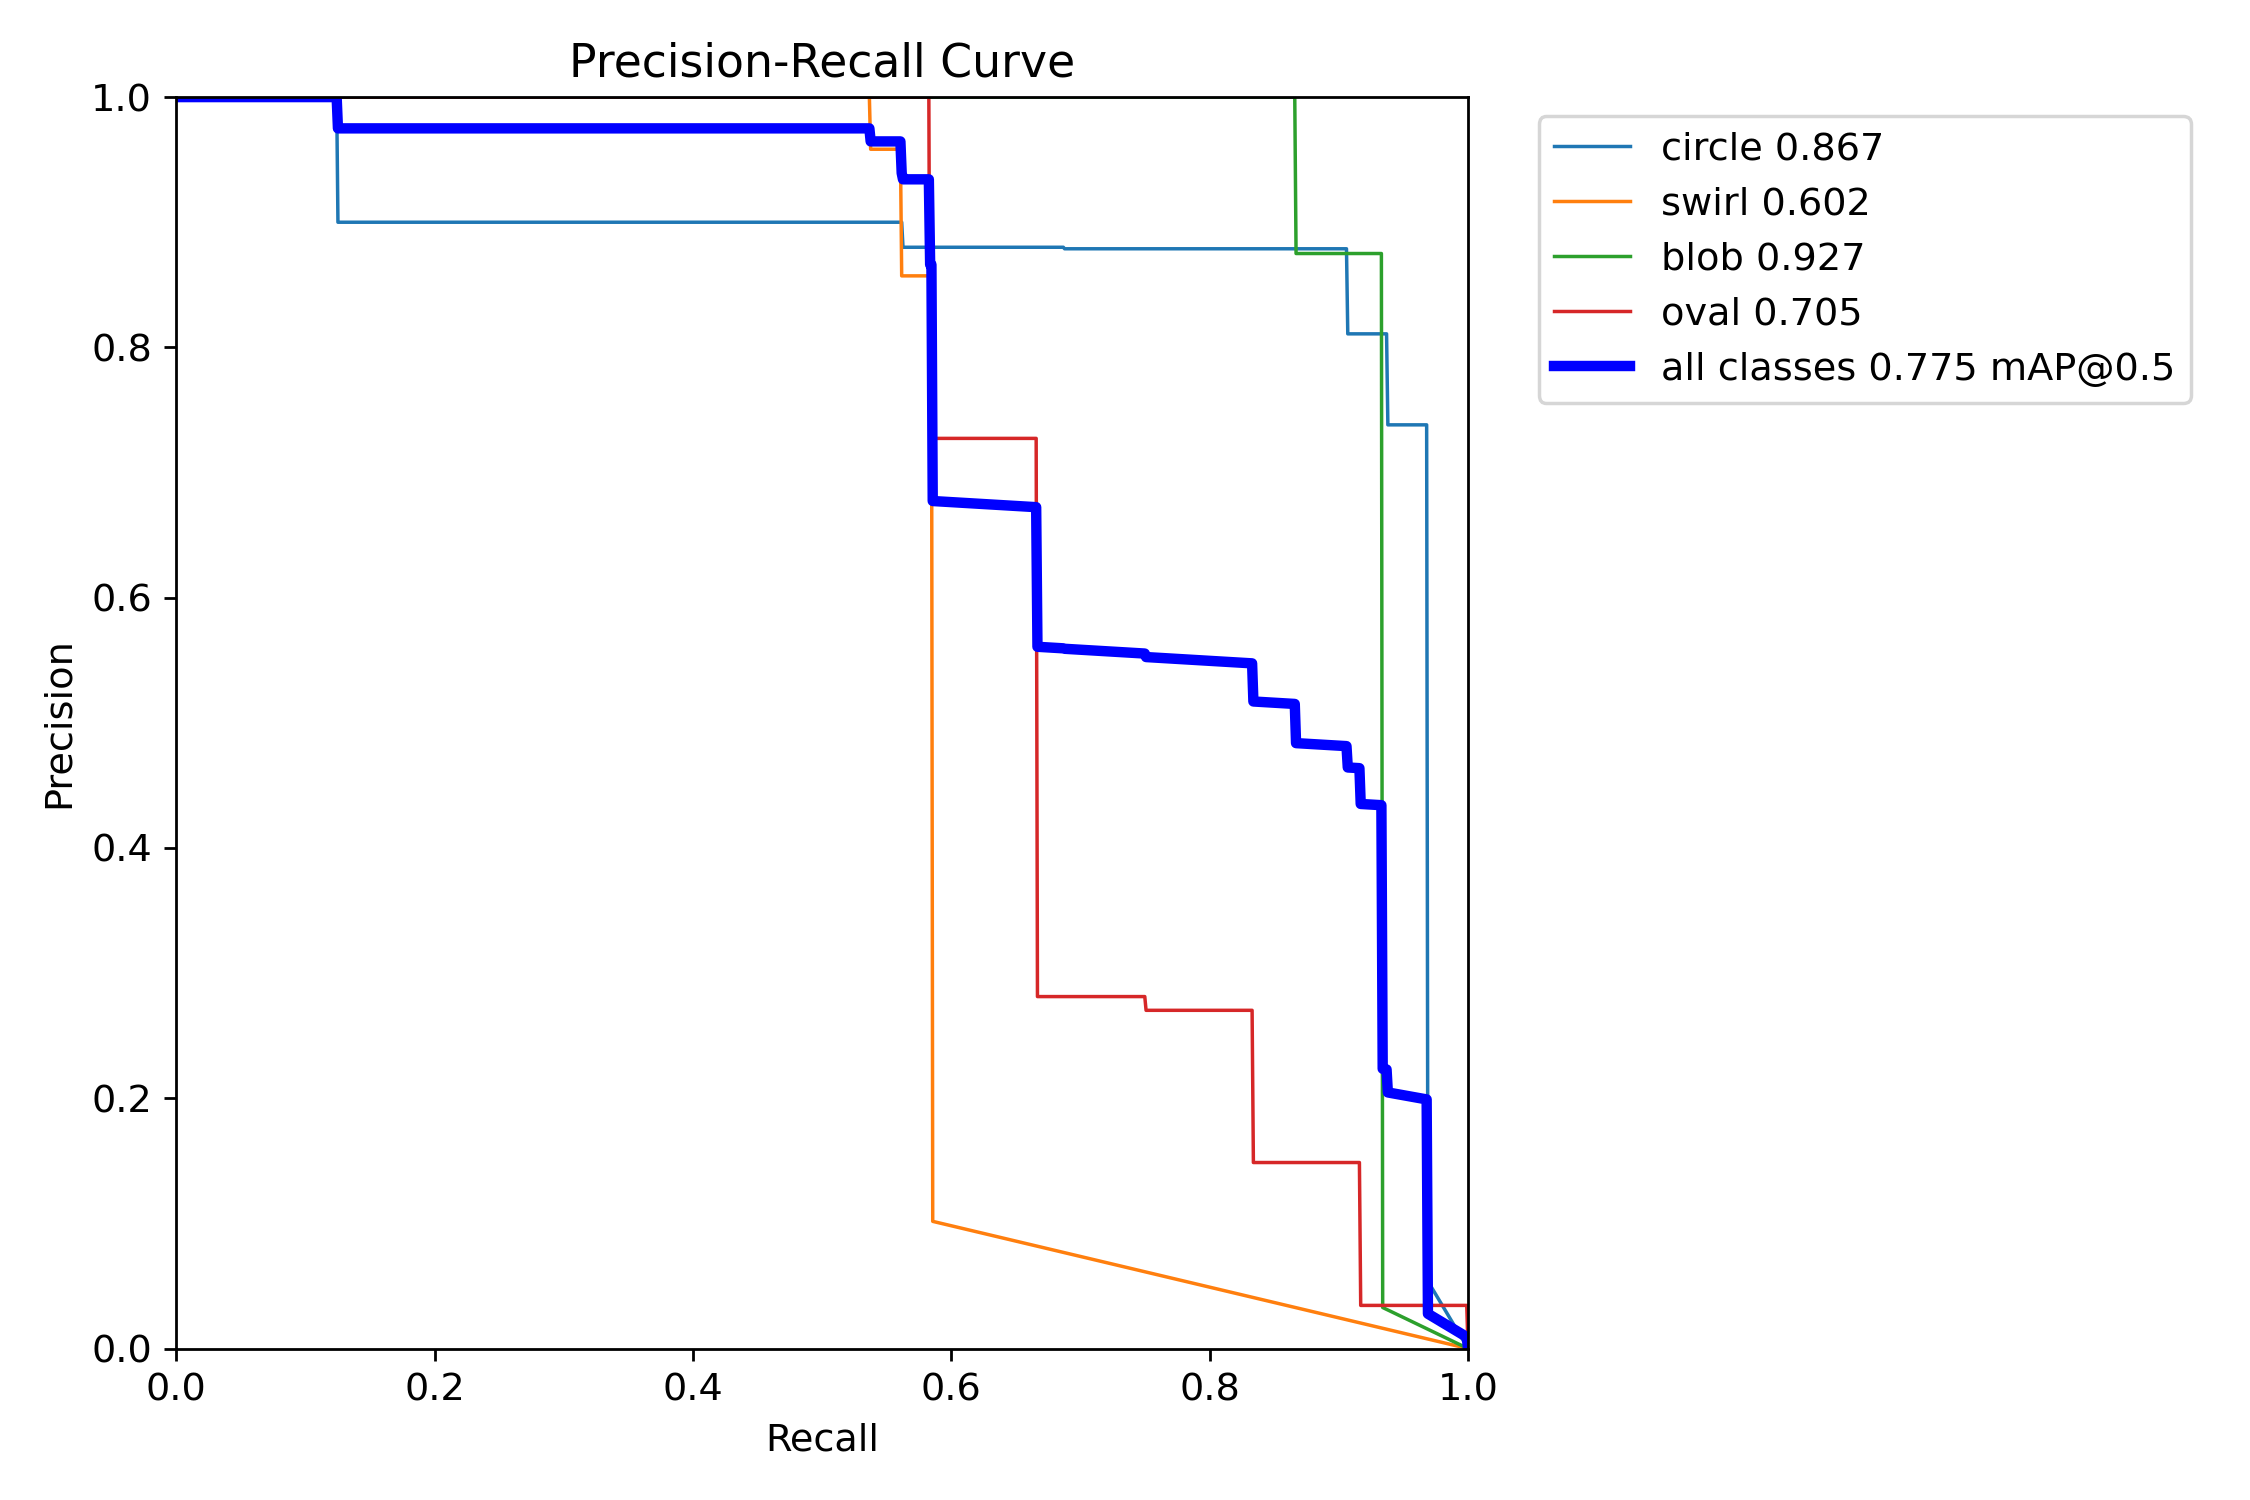 Precision-Recall Curve
1.0
0.8
0.6
0.4
0.2
0.0
Precision
0.0 0.2 0.4 0.6 0.8 1.0
Recall
circle 0.867
swirl 0.602
blob 0.927
oval 0.705
all classes 0.775 mAP@0.5